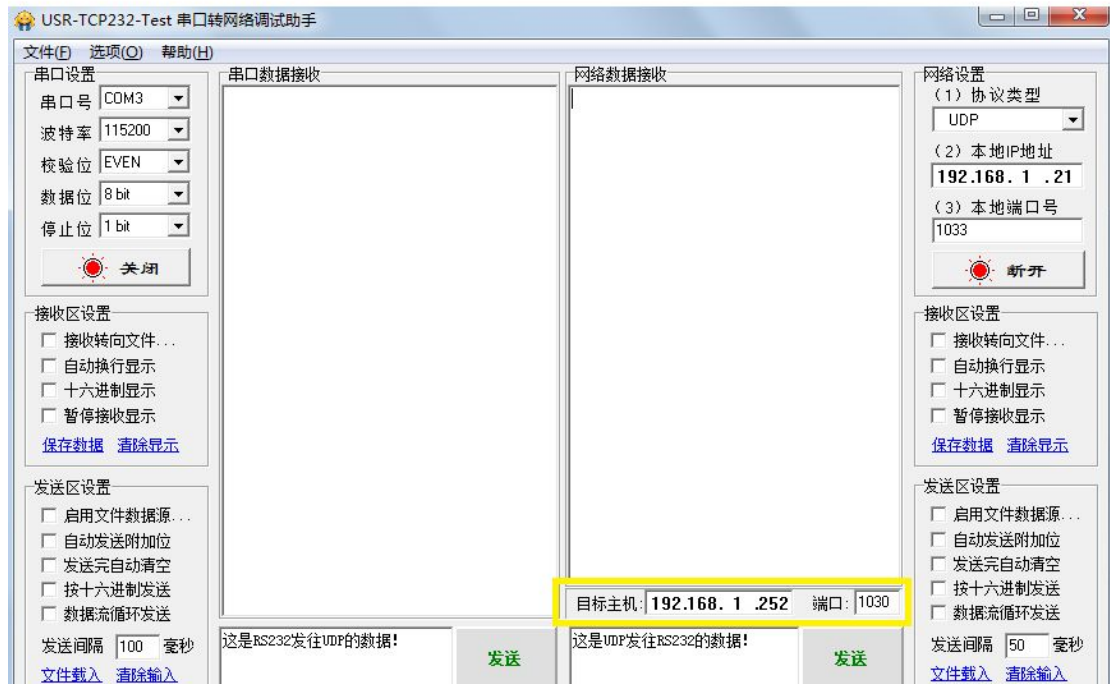 USR-TCP232-Test 串口转网络调试助手
文件(F) 选项(O) 帮助(H)
串口设置
串口号 COM3
波特率 115200
校验位 EVEN
数据位 8 bit
停止位 1 bit
关闭
接收区设置
接收转向文件...
自动换行显示
十六进制显示
暂停接收显示
保存数据 清除显示
发送区设置
启用文件数据源...
自动发送附加位
发送完自动清空
按十六进制发送
数据流循环发送
发送间隔 100 毫秒
文件载入 清除输入
串口数据接收
这是RS232发往UDP的数据!
发送
网络数据接收
目标主机: 192.168. 1 .252 端口: 1030
这是UDP发往RS232的数据!
发送
网络设置
(1) 协议类型
UDP
(2) 本地IP地址
192.168. 1 .21
(3) 本地端口号
1033
断开
接收区设置
接收转向文件...
自动换行显示
十六进制显示
暂停接收显示
保存数据 清除显示
发送区设置
启用文件数据源...
自动发送附加位
发送完自动清空
按十六进制发送
数据流循环发送
发送间隔 50 毫秒
文件载入 清除输入